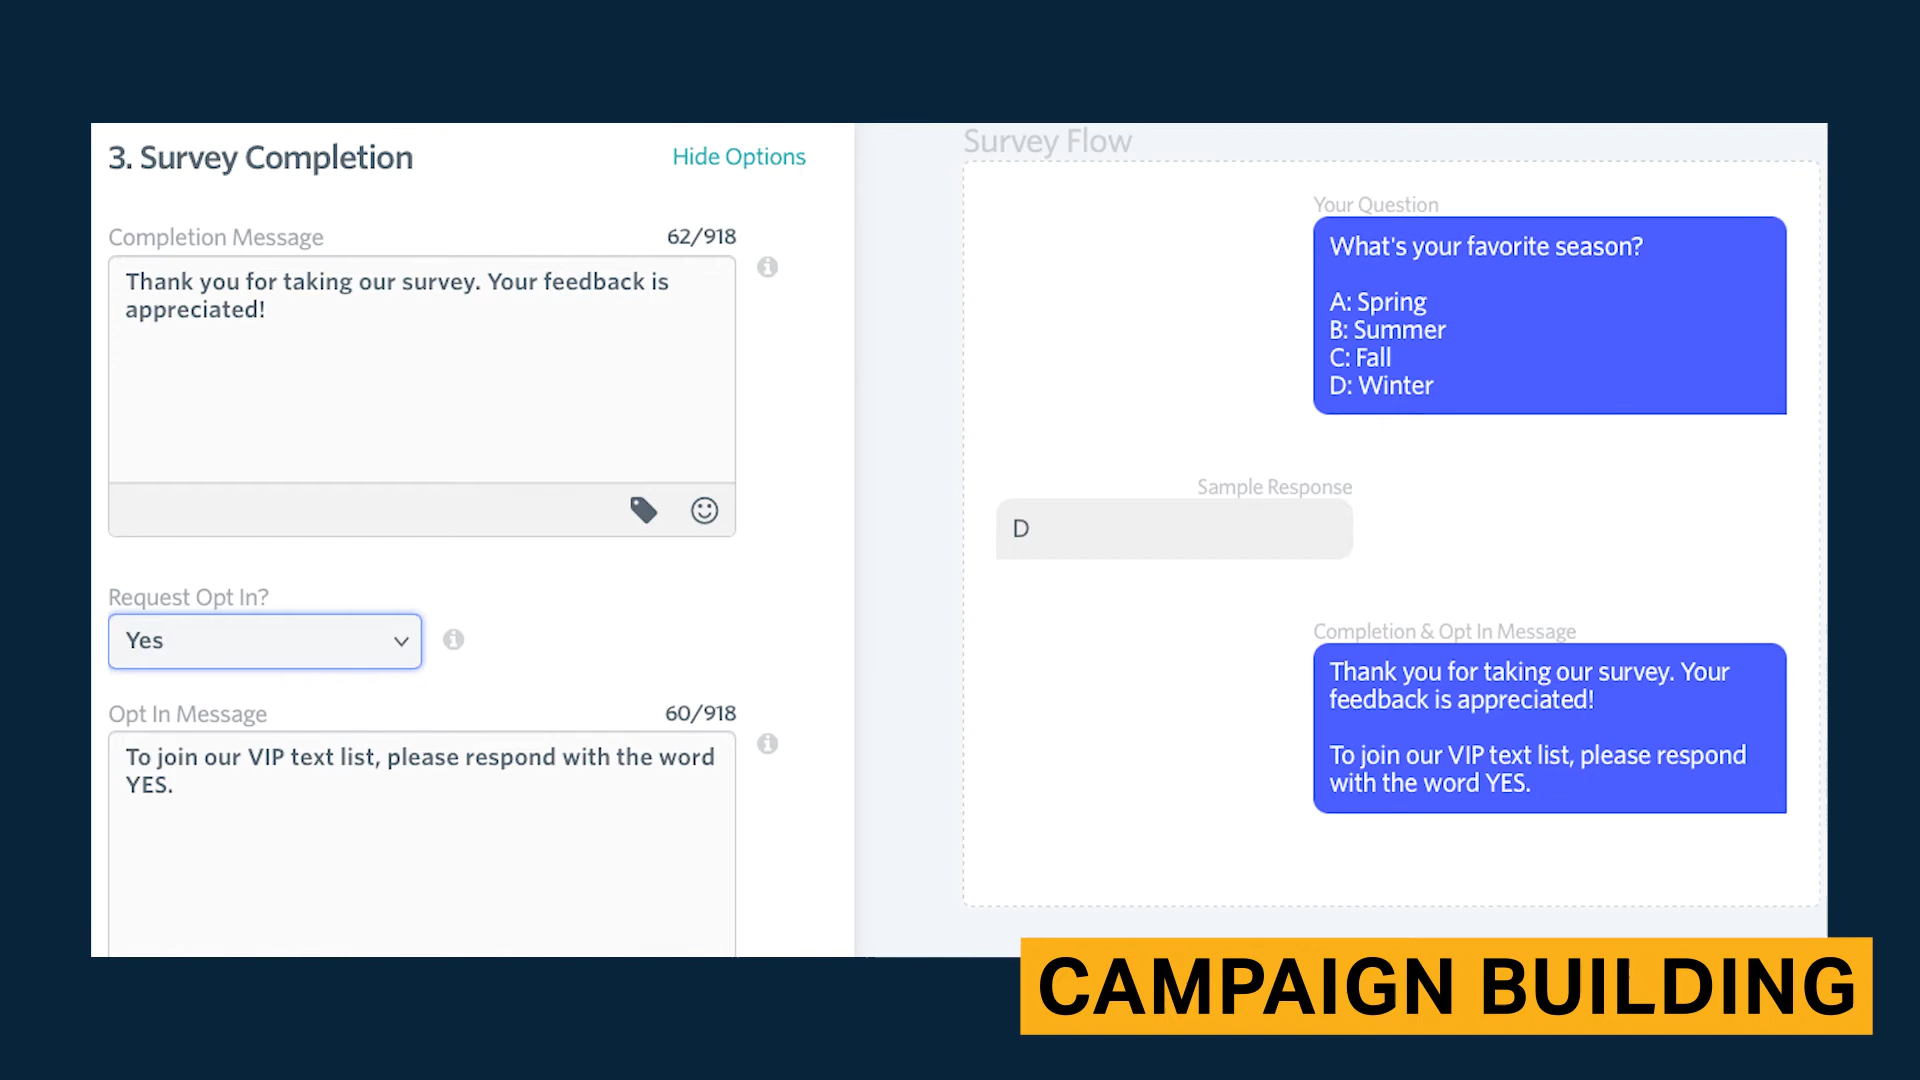 3. Survey Completion
Hide Options
Completion Message
62/918
Thank you for taking our survey. Your feedback is
appreciated!
Request Opt In?
Yes
Opt In Message
60/918
To join our VIP text list, please respond with the word
YES.
Survey Flow
Your Question
What's your favorite season?
A: Spring
B: Summer
C: Fall
D: Winter
Sample Response
D
Completion & Opt In Message
Thank you for taking our survey. Your
feedback is appreciated!
To join our VIP text list, please respond
with the word YES.
CAMPAIGN BUILDING